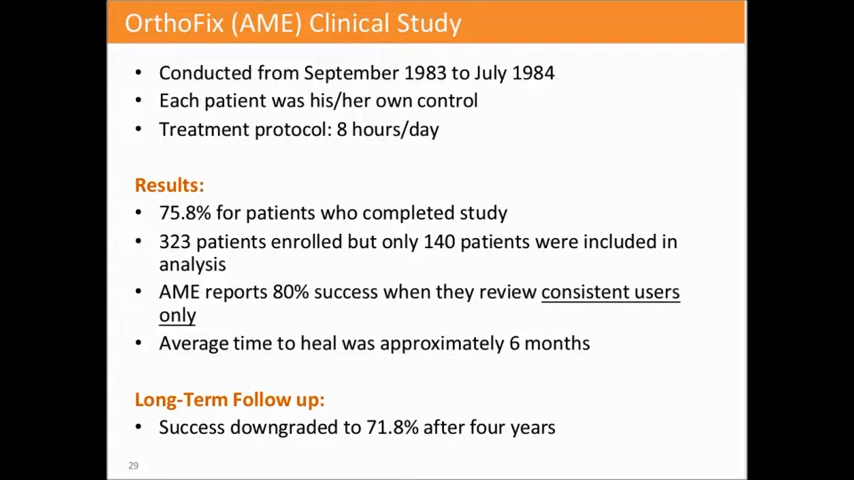 OrthoFix (AME) Clinical Study
• Conducted from September 1983 to July 1984
• Each patient was his/her own control
• Treatment protocol: 8 hours/day
Results:
• 75.8% for patients who completed study
• 323 patients enrolled but only 140 patients were included in
analysis
• AME reports 80% success when they review consistent users
only
• Average time to heal was approximately 6 months
Long-Term Follow up:
• Success downgraded to 71.8% after four years
29